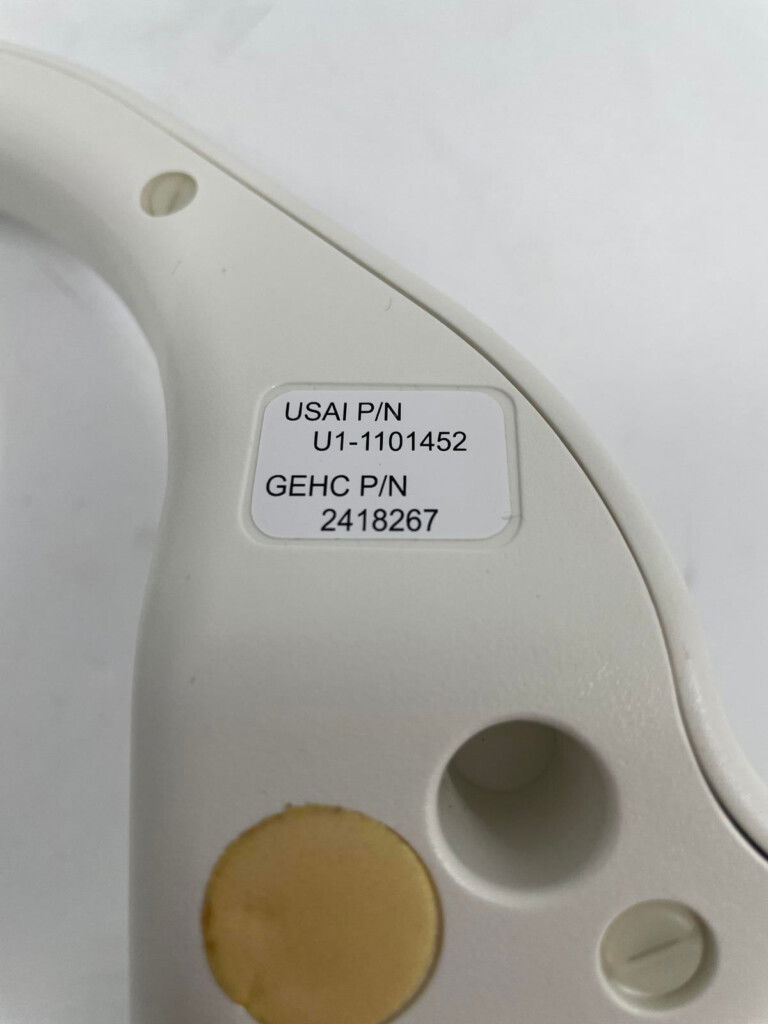 USAI P/N
U1-1101452
GEHC P/N
2418267